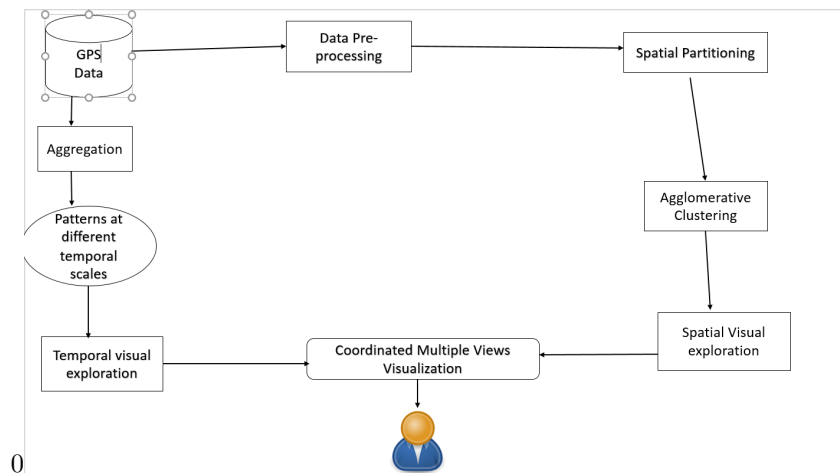 GPS
Data
Data Pre-
processing
Spatial Partitioning
Aggregation
Agglomerative
Clustering
Patterns at
different
temporal
scales
Spatial Visual
exploration
Temporal visual
exploration
Coordinated Multiple Views
Visualization
0